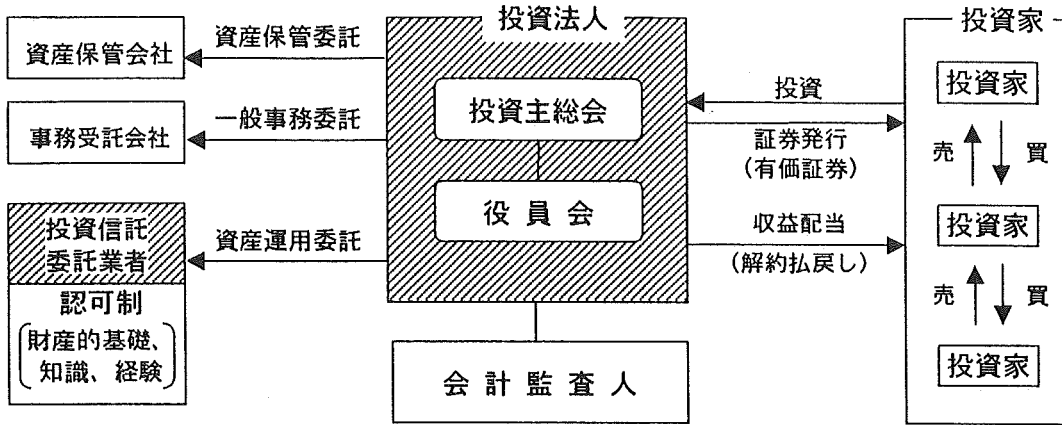 資産保管会社
資産保管委託
事務受託会社
一般事務委託
投資信託
委託業者
認可制
財産的基礎、
知識、経験
資産運用委託
投資法人
投資主総会
役員会
会計監査人
投資
証券発行
(有価証券)
収益配当
(解約払戻し)
投資家
投資家
売
買
投資家
売
買
投資家